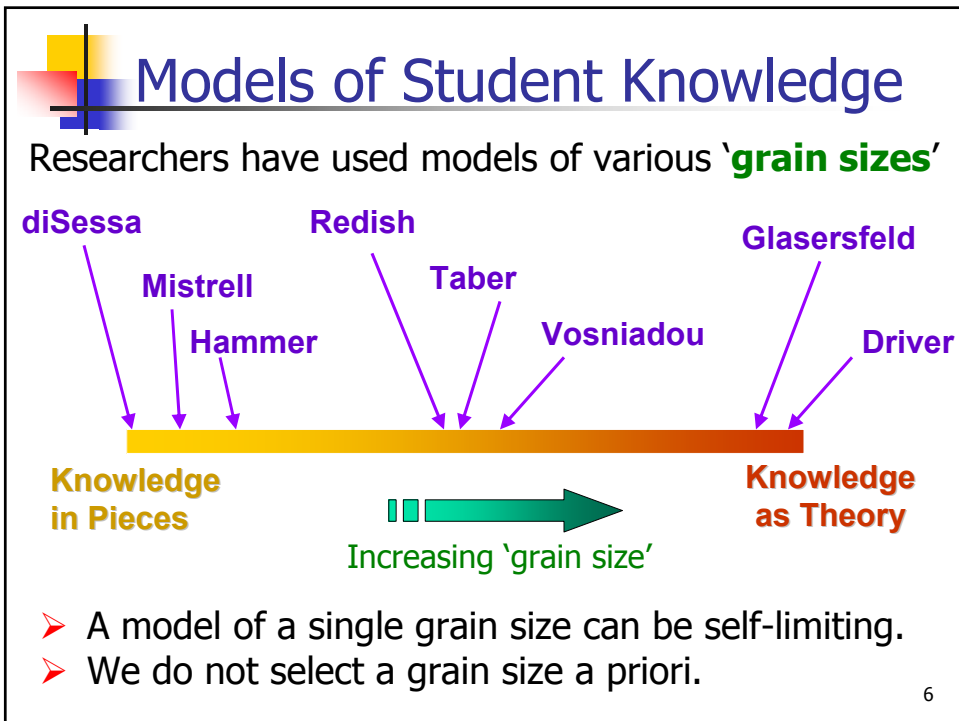 Models of Student Knowledge
Researchers have used models of various ‘grain sizes’
diSessa
Redish
Glasersfeld
Mistrell
Taber
Hammer
Vosniadou
Driver
Knowledge
in Pieces
Knowledge
as Theory
Increasing ‘grain size’
➢ A model of a single grain size can be self-limiting.
➢ We do not select a grain size a priori.
6